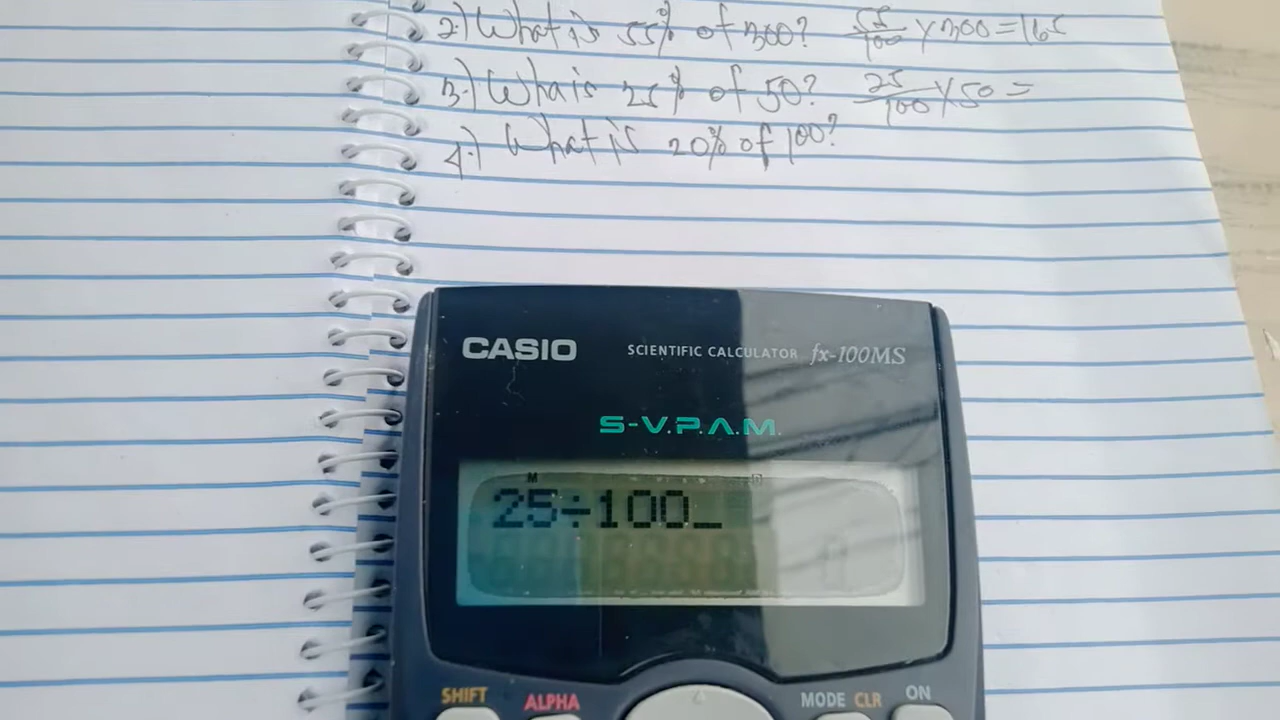 2.) What is 55% of 300? 55/100 × 300 = 165
3.) Wha is 25% of 50? 25/100 × 50 =
4.) What is 20% of 100?
CASIO SCIENTIFIC CALCULATOR fx-100MS
S-V.P.A.M.
M D
25÷100_
SHIFT ALPHA MODE CLR ON